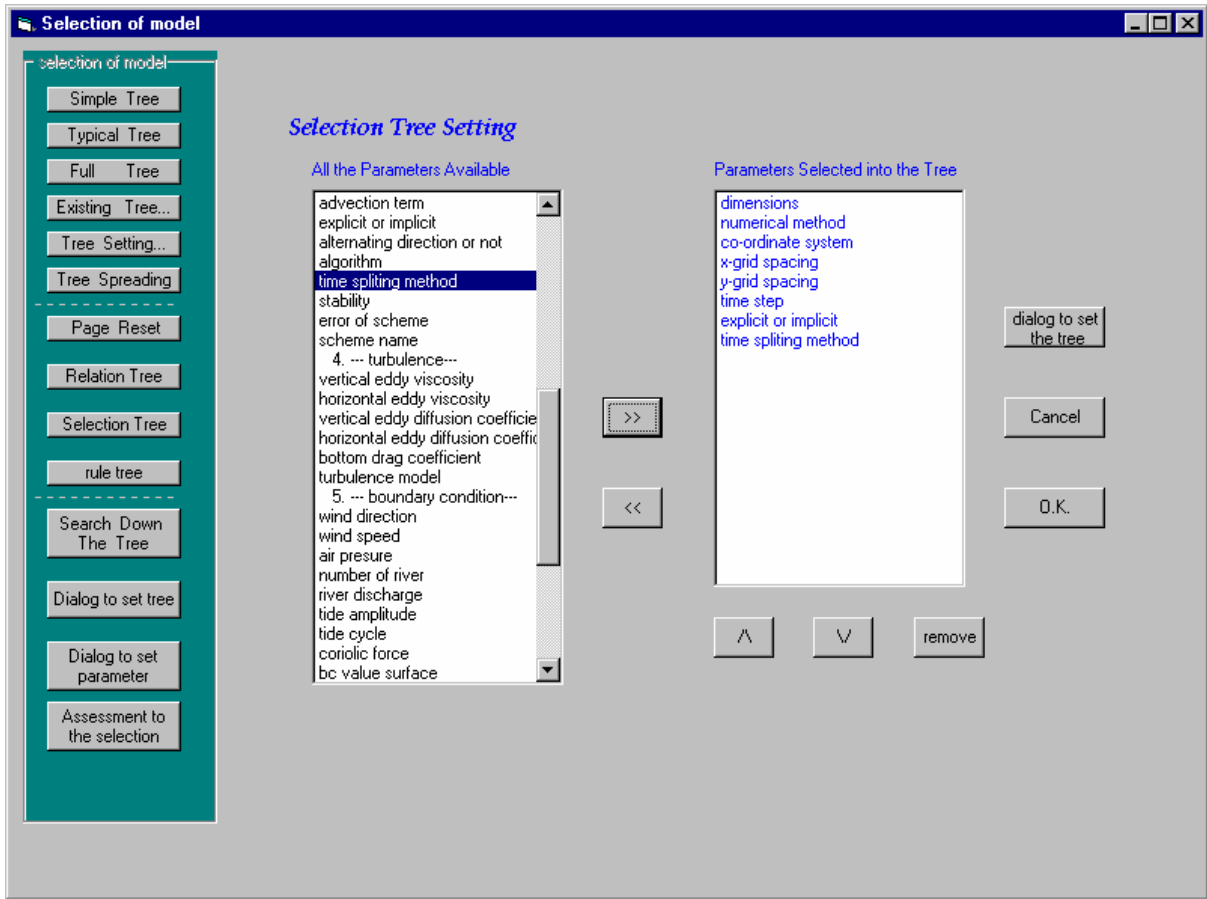 Selection of model
selection of model
Simple Tree
Typical Tree
Full Tree
Existing Tree...
Tree Setting...
Tree Spreading
Page Reset
Relation Tree
Selection Tree
rule tree
Search Down
The Tree
Dialog to set tree
Dialog to set
parameter
Assessment to
the selection
Selection Tree Setting
All the Parameters Available
advection term
explicit or implicit
alternating direction or not
algorithm
time spliting method
stability
error of scheme
scheme name
4. --- turbulence---
vertical eddy viscosity
horizontal eddy viscosity
vertical eddy diffusion coefficie
horizontal eddy diffusion coeffic
bottom drag coefficient
turbulence model
5. --- boundary condition---
wind direction
wind speed
air presure
number of river
river discharge
tide amplitude
tide cycle
coriolic force
bc value surface
>>
<<
Parameters Selected into the Tree
dimensions
numerical method
co-ordinate system
x-grid spacing
y-grid spacing
time step
explicit or implicit
time spliting method
/\
\/
remove
dialog to set
the tree
Cancel
O.K.